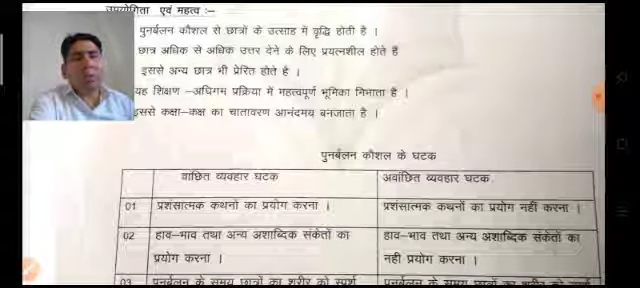 उपयोगिता एवं महत्व :–
पुनर्बलन कौशल से छात्रों के उत्साह में वृद्धि होती है ।
छात्र अधिक से अधिक उत्तर देने के लिए प्रयत्नशील होते हैं
इससे अन्य छात्र भी प्रेरित होते है ।
यह शिक्षण –अधिगम प्रक्रिया में महत्वपूर्ण भूमिका निभाता है ।
इससे कक्षा–कक्ष का चातावरण आनंदमय बनजाता है ।
पुनर्बलन कौशल के घटक
वाछित व्यवहार घटक अवांछित व्यवहार घटक
01 प्रशंसात्मक कथनों का प्रयोग करना । प्रशंसात्मक कथनों का प्रयोग नहीं करना ।
02 हाव–भाव तथा अन्य अशाब्दिक संकेतों का हाव–भाव तथा अन्य अशाब्दिक संकेतों का
प्रयोग करना । नही प्रयोग करना ।
03 पुनर्बलन के समय छात्रों का शरीर को स्पर्श पुनर्बलन के समय छात्रों का शरीर को